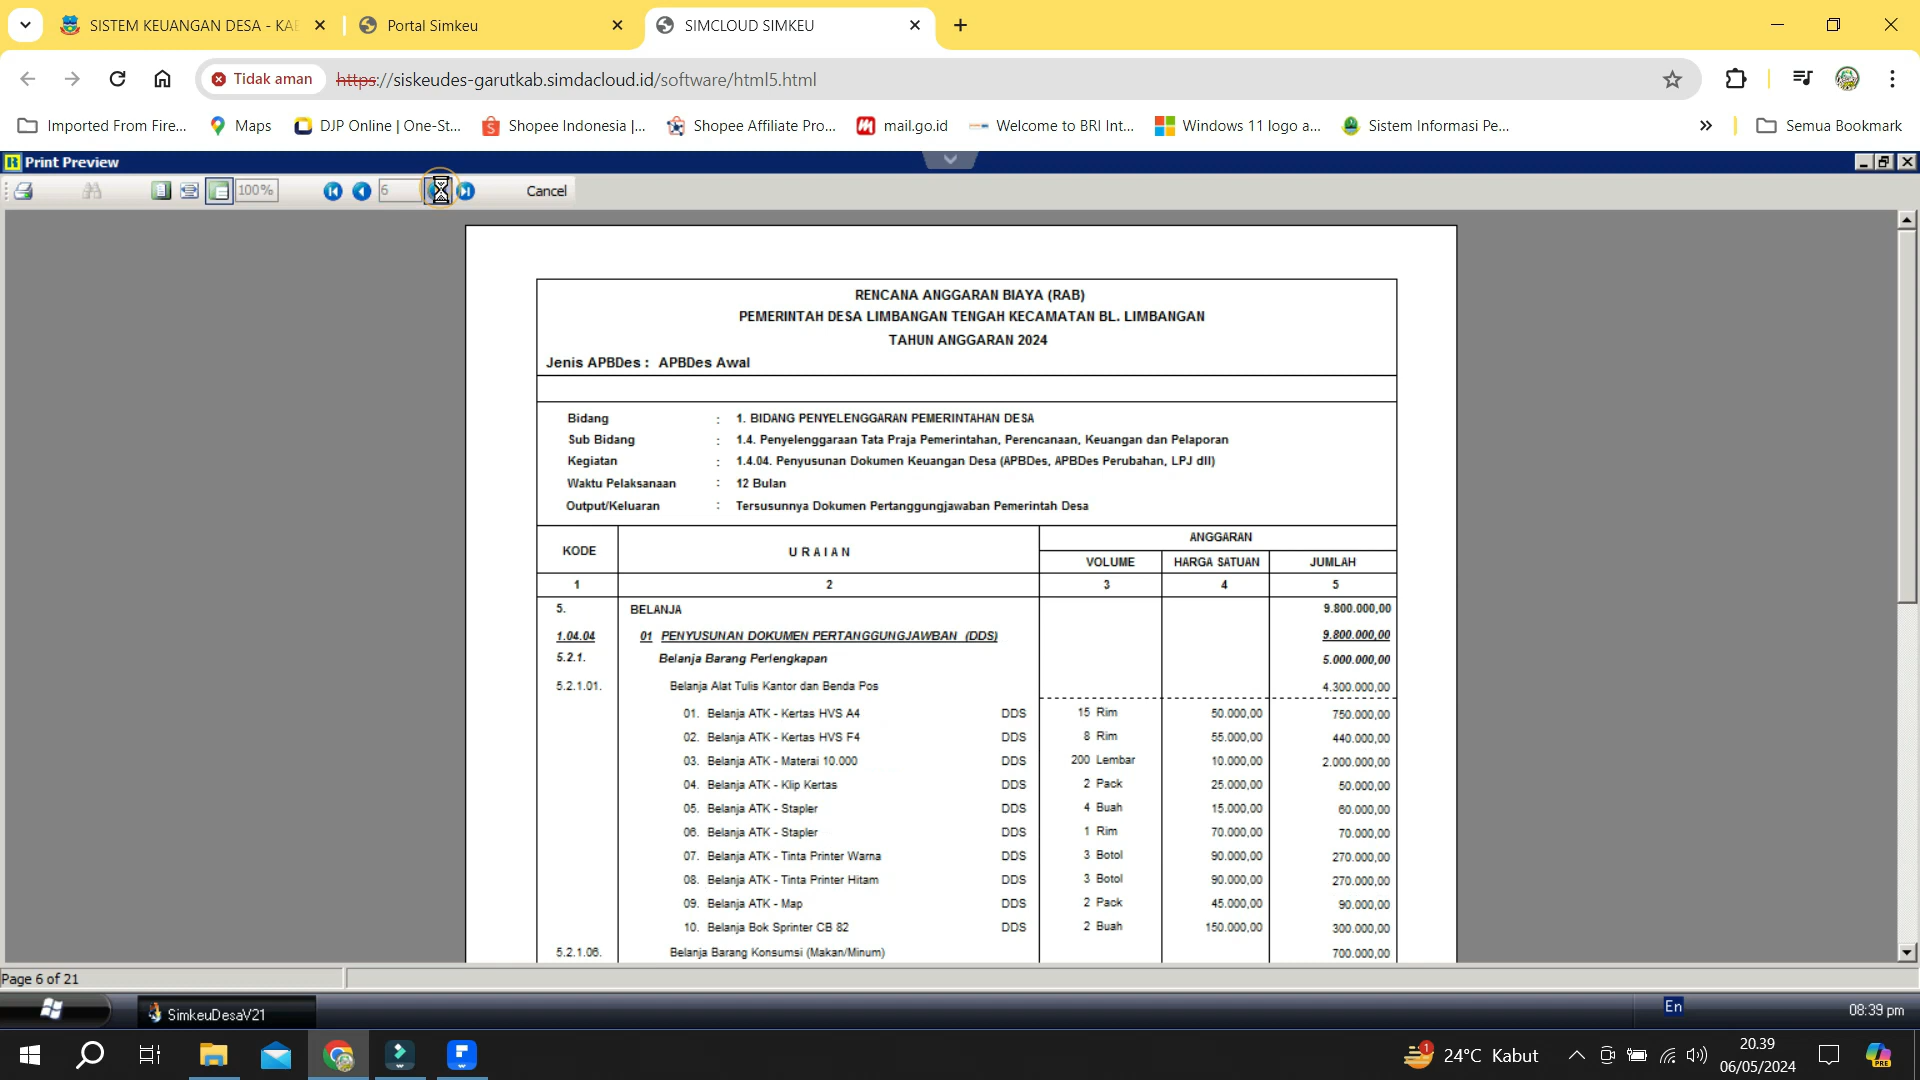 SISTEM KEUANGAN DESA - KAB
Portal Simkeu
SIMCLOUD SIMKEU
Tidak aman
https://siskeudes-garutkab.simdacloud.id/software/html5.html
Imported From Fire...
Maps
DJP Online | One-St...
Shopee Indonesia |...
Shopee Affiliate Pro...
mail.go.id
Welcome to BRI Int...
Windows 11 logo a...
Sistem Informasi Pe...
Semua Bookmark
Print Preview
100%
6
Cancel
RENCANA ANGGARAN BIAYA (RAB)
PEMERINTAH DESA LIMBANGAN TENGAH KECAMATAN BL. LIMBANGAN
TAHUN ANGGARAN 2024
Jenis APBDes : APBDes Awal
Bidang : 1. BIDANG PENYELENGGARAN PEMERINTAHAN DESA
Sub Bidang : 1.4. Penyelenggaraan Tata Praja Pemerintahan, Perencanaan, Keuangan dan Pelaporan
Kegiatan : 1.4.04. Penyusunan Dokumen Keuangan Desa (APBDes, APBDes Perubahan, LPJ dll)
Waktu Pelaksanaan : 12 Bulan
Output/Keluaran : Tersusunnya Dokumen Pertanggungjawaban Pemerintah Desa
KODE URAIAN ANGGARAN
VOLUME HARGA SATUAN JUMLAH
1 2 3 4 5
5. BELANJA 9.800.000,00
1.04.04 01 PENYUSUNAN DOKUMEN PERTANGGUNGJAWBAN (DDS) 9.800.000,00
5.2.1. Belanja Barang Perlengkapan 5.000.000,00
5.2.1.01. Belanja Alat Tulis Kantor dan Benda Pos 4.300.000,00
01. Belanja ATK - Kertas HVS A4 DDS 15 Rim 50.000,00 750.000,00
02. Belanja ATK - Kertas HVS F4 DDS 8 Rim 55.000,00 440.000,00
03. Belanja ATK - Materai 10.000 DDS 200 Lembar 10.000,00 2.000.000,00
04. Belanja ATK - Klip Kertas DDS 2 Pack 25.000,00 50.000,00
05. Belanja ATK - Stapler DDS 4 Buah 15.000,00 60.000,00
06. Belanja ATK - Stapler DDS 1 Rim 70.000,00 70.000,00
07. Belanja ATK - Tinta Printer Warna DDS 3 Botol 90.000,00 270.000,00
08. Belanja ATK - Tinta Printer Hitam DDS 3 Botol 90.000,00 270.000,00
09. Belanja ATK - Map DDS 2 Pack 45.000,00 90.000,00
10. Belanja Bok Sprinter CB 82 DDS 2 Buah 150.000,00 300.000,00
5.2.1.06. Belanja Barang Konsumsi (Makan/Minum) 700.000,00
Page 6 of 21
SimkeuDesaV21
En
08:39 pm
1
24°C Kabut
20.39
06/05/2024
PRE